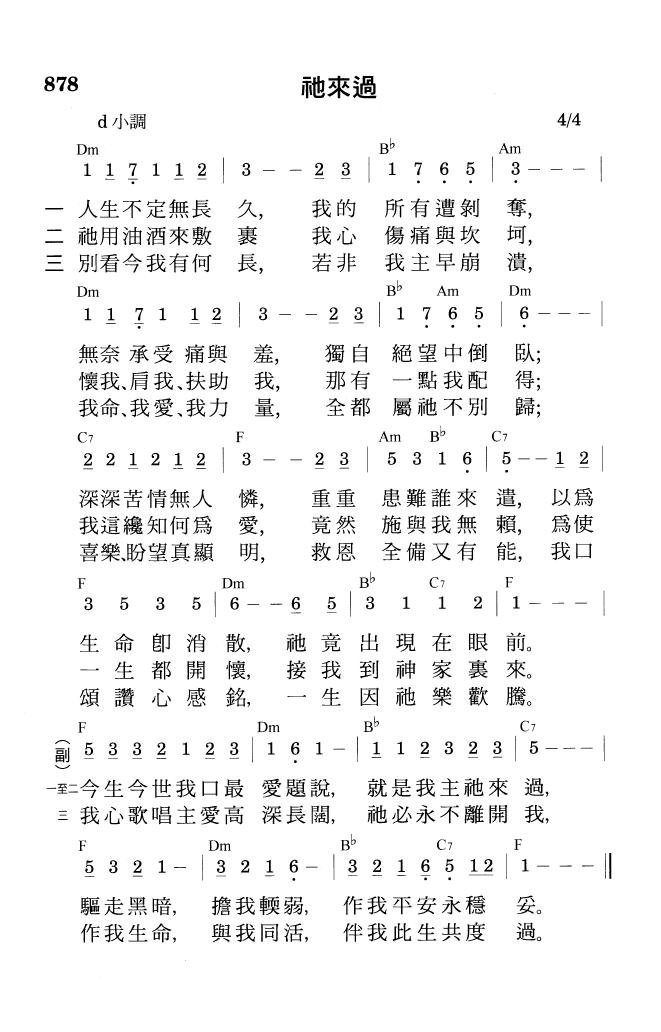 878 祂來過
d 小調 4/4
Dm B♭ Am
1 1 7 1 1 2 | 3 - - 2 3 | 1 7 6 5 | 3 - - - |
一 人生不定無長 久, 我的 所有遭剝 奪,
二 祂用油酒來敷 裹 我心 傷痛與坎 坷,
三 別看今我有何 長, 若非 我主早崩 潰,
Dm B♭ Am Dm
1 1 7 1 1 2 | 3 - - 2 3 | 1 7 6 5 | 6 - - - |
無奈 承受 痛與 羞, 獨自 絕望中倒 臥;
懷我、肩我、扶助 我, 那有 一點我配 得;
我命、我愛、我力 量, 全都 屬祂不別 歸;
C7 F Am B♭ C7
2 2 1 2 1 2 | 3 - - 2 3 | 5 3 1 6 | 5 - - 1 2 |
深深苦情無人 憐, 重重 患難誰來 遣, 以爲
我這纔知何爲 愛, 竟然 施與我無 賴, 爲使
喜樂、盼望真顯 明, 救恩 全備又有 能, 我口
F Dm B♭ C7 F
3 5 3 5 | 6 - - 6 5 | 3 1 1 2 | 1 - - - |
生命卽消散, 祂竟出現在眼前。
一生都開懷, 接我到神家裏來。
頌讚心感銘, 一生因祂樂歡騰。
F Dm B♭ C7
(副) 5 3 3 2 1 2 3 | 1 6 1 - | 1 1 2 3 2 3 | 5 - - - |
一至二 今生今世我口最 愛題說, 就是我主祂來 過,
三 我心歌唱主愛高 深長闊, 祂必永不離開 我,
F Dm B♭ C7 F
5 3 2 1 - | 3 2 1 6 - | 3 2 1 6 5 12 | 1 - - - ||
驅走黑暗, 擔我輭弱, 作我平安永穩 妥。
作我生命, 與我同活, 伴我此生共度 過。